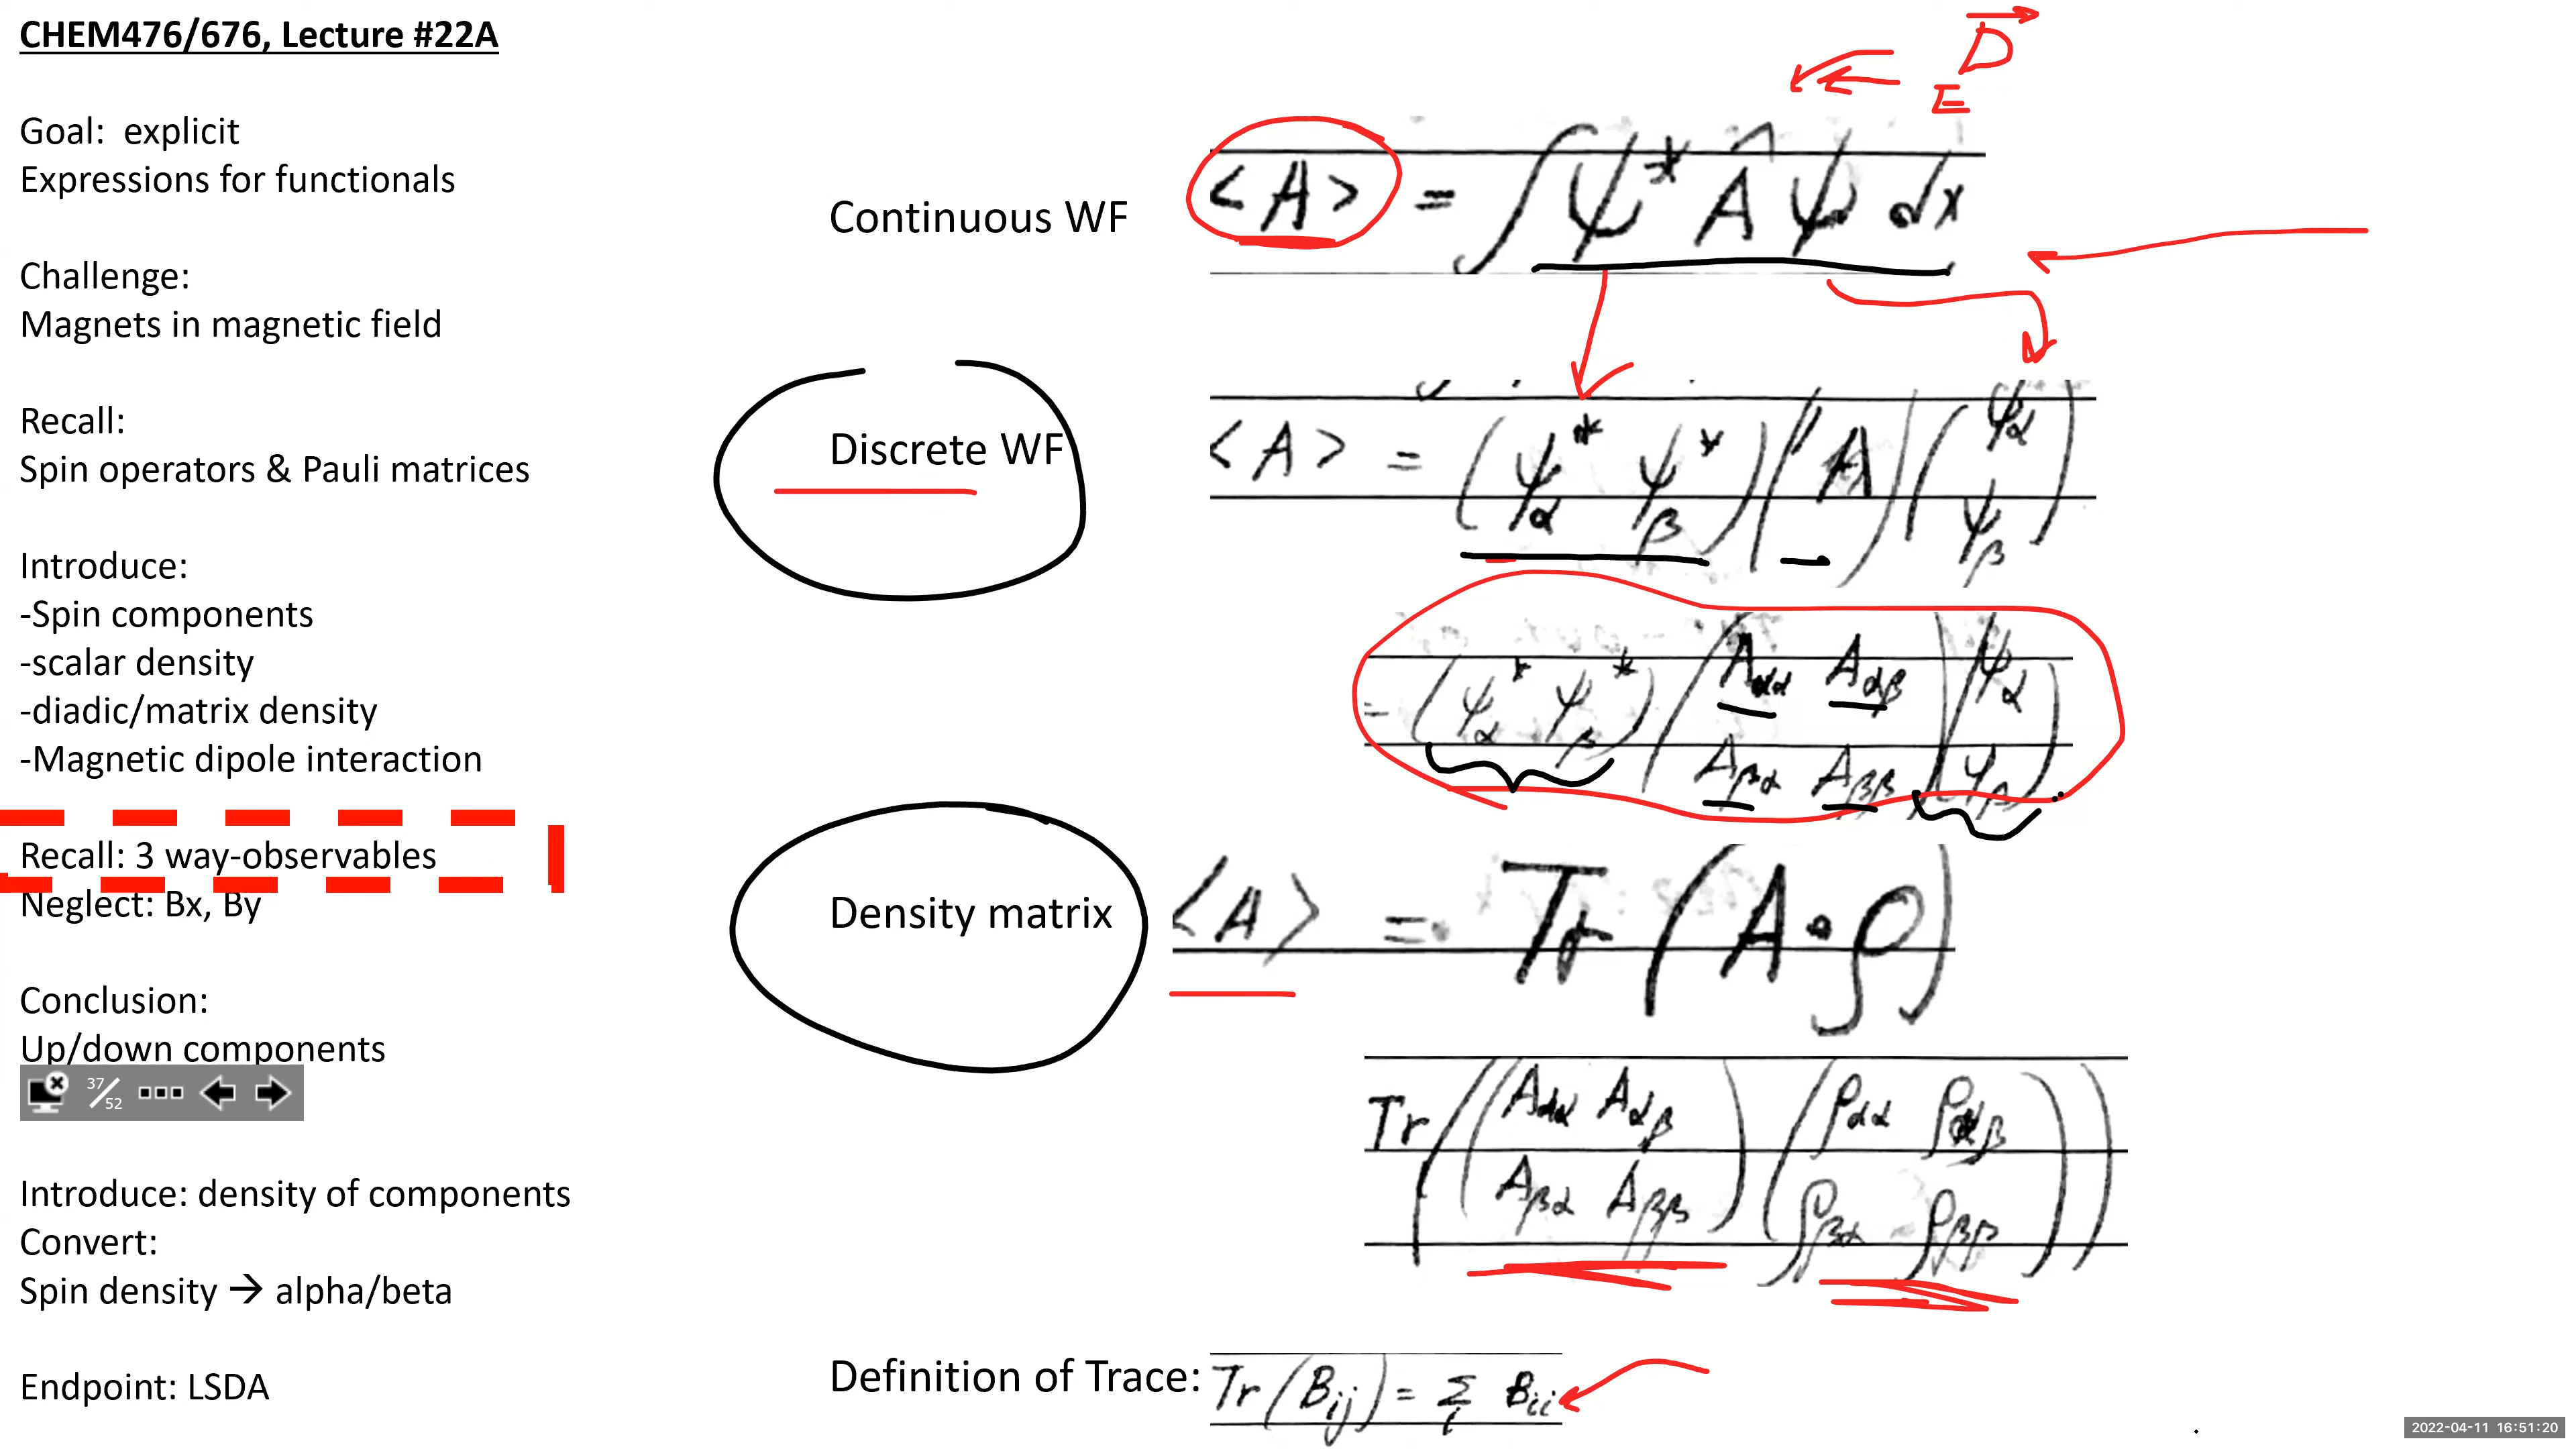 CHEM476/676, Lecture #22A
Goal: explicit
Expressions for functionals
Challenge:
Magnets in magnetic field
Recall:
Spin operators & Pauli matrices
Introduce:
-Spin components
-scalar density
-diadic/matrix density
-Magnetic dipole interaction
Recall: 3 way-observables
Neglect: Bx, By
Conclusion:
Up/down components
37/52
Introduce: density of components
Convert:
Spin density → alpha/beta
Endpoint: LSDA
D
E
Continuous WF
<A> = ∫ψ* Â ψ dx
Discrete WF
<A> = (ψα* ψβ*) (A) (ψα
ψβ)
= (ψα* ψβ*) (Aαα Aαβ
Aβα Aββ) (ψα
ψβ)
Density matrix
<A> = Tr (A·ρ)
Tr ((Aαα Aαβ
Aβα Aββ) (ραα ραβ
ρβα ρββ))
Definition of Trace:
Tr (Bij) = Σi Bii
2022-04-11 16:51:20